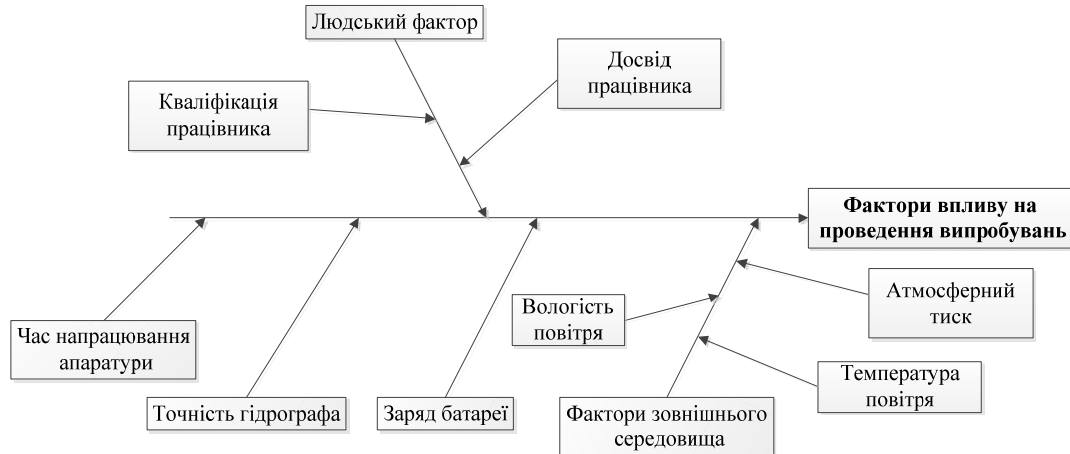 Людський фактор
Досвід
працівника
Кваліфікація
працівника
Фактори впливу на
проведення випробувань
Атмосферний
тиск
Вологість
повітря
Час напрацювання
апаратури
Температура
повітря
Точність гідрографа
Заряд батареї
Фактори зовнішнього
середовища